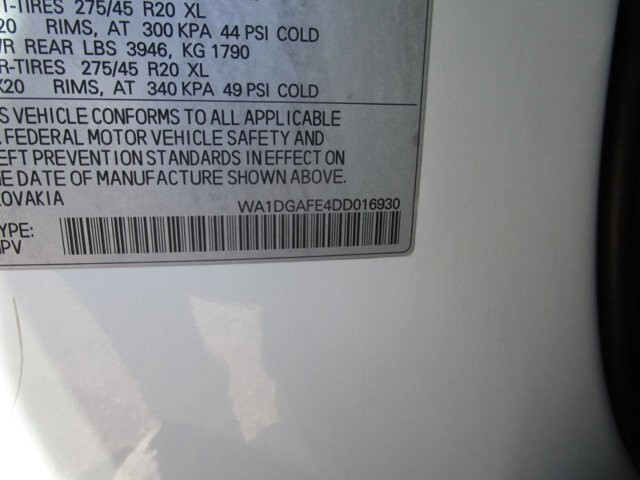 T-TIRES 275/45 R20 XL
20 RIMS, AT 300 KPA 44 PSI COLD
R REAR LBS 3946, KG 1790
R-TIRES 275/45 R20 XL
X20 RIMS, AT 340 KPA 49 PSI COLD
S VEHICLE CONFORMS TO ALL APPLICABLE
. FEDERAL MOTOR VEHICLE SAFETY AND
EFT PREVENTION STANDARDS IN EFFECT ON
E DATE OF MANUFACTURE SHOWN ABOVE.
OVAKIA
WA1DGAFE4DD016930
YPE:
PV